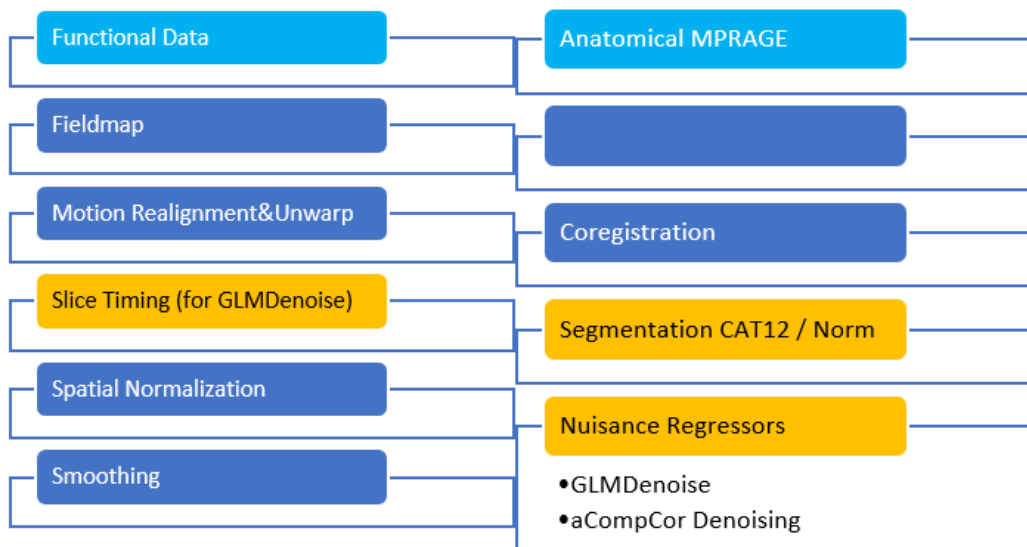 Functional Data
Fieldmap
Motion Realignment&Unwarp
Slice Timing (for GLMDenoise)
Spatial Normalization
Smoothing
Anatomical MPRAGE
Coregistration
Segmentation CAT12 / Norm
Nuisance Regressors
•GLMDenoise
•aCompCor Denoising